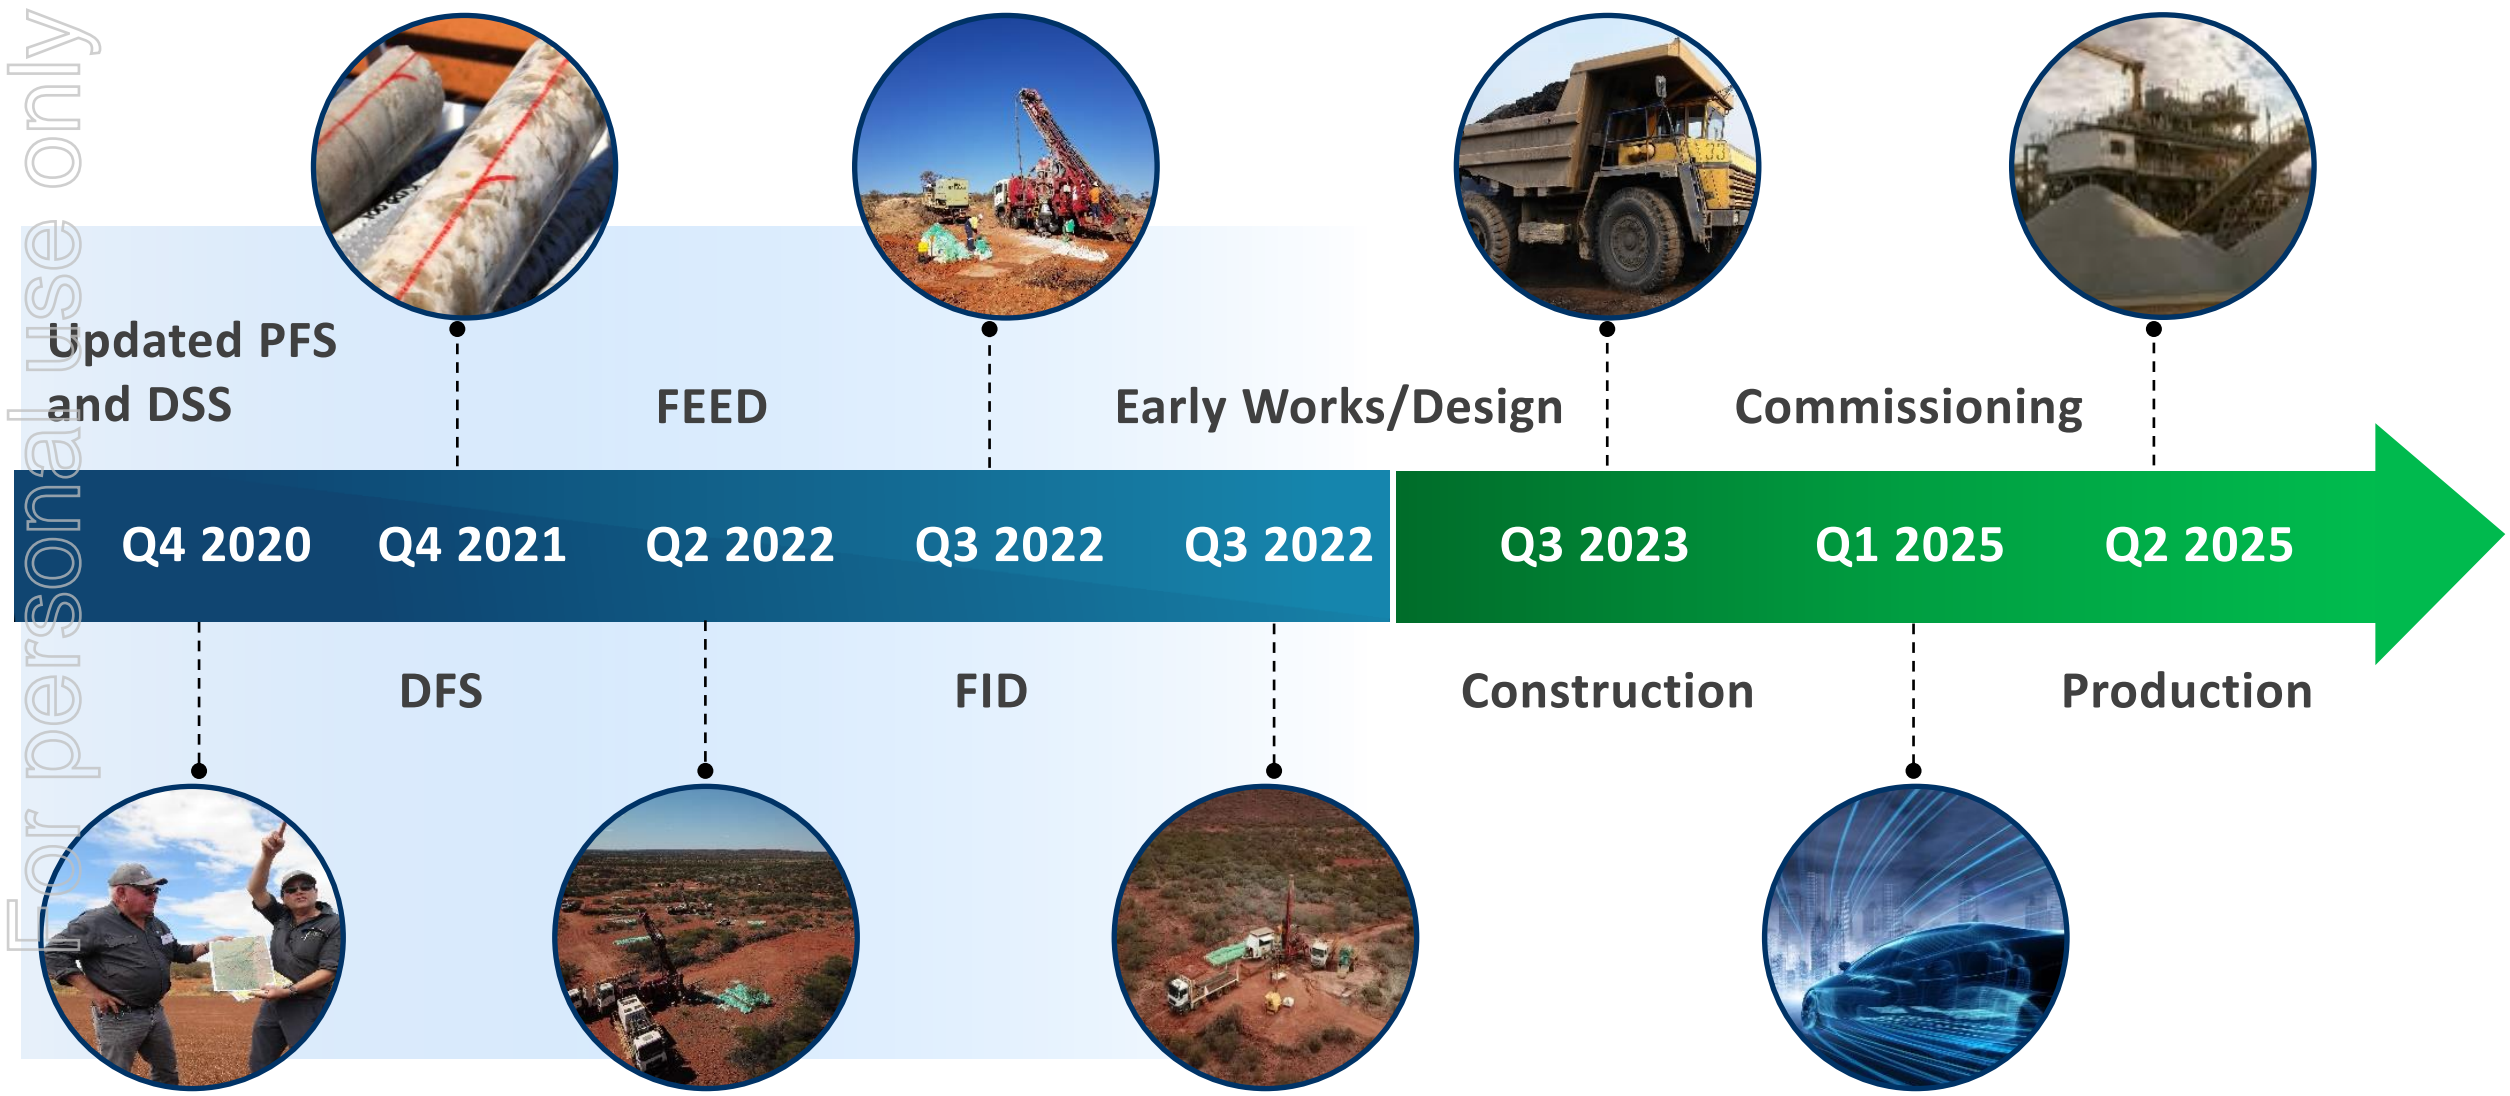 For personal use only
Updated PFS
and DSS
FEED
Early Works/Design
Commissioning
Q4 2020
Q4 2021
Q2 2022
Q3 2022
Q3 2022
Q3 2023
Q1 2025
Q2 2025
DFS
FID
Construction
Production